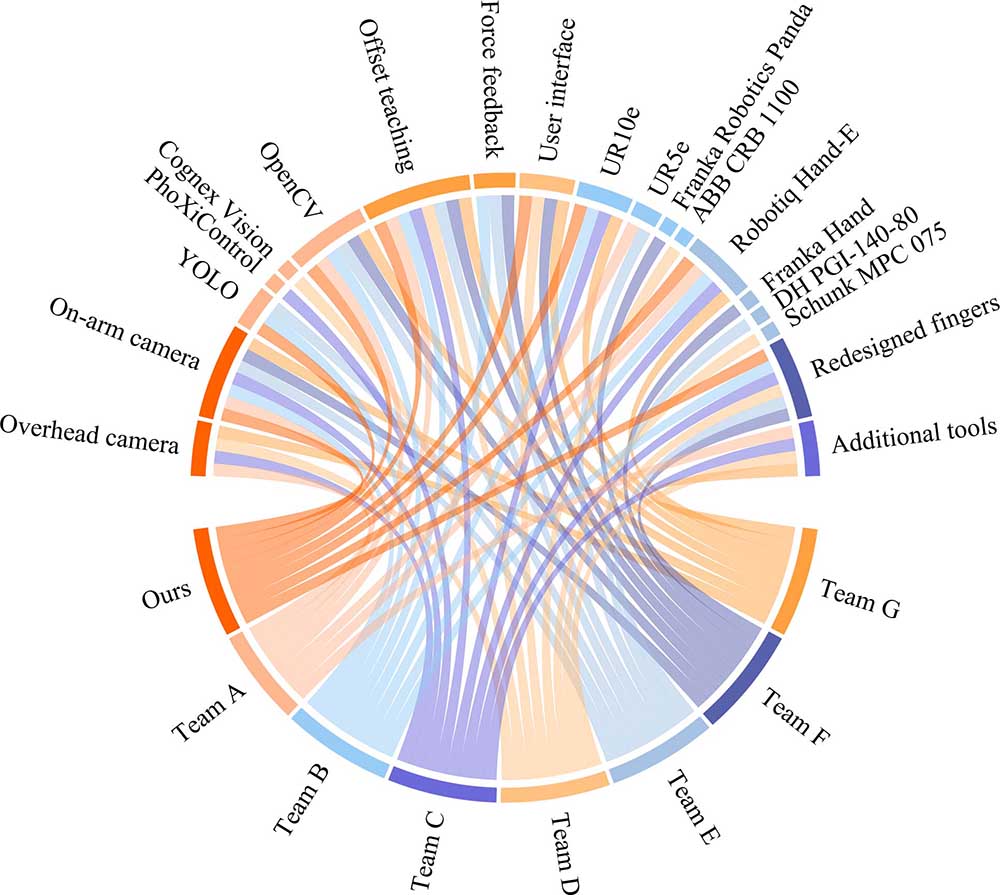 Force feedback
User interface
Offset teaching
Franka Robotics Panda
UR10e
ABB CRB 1100
UR5e
OpenCV
Robotiq Hand-E
Cognex Vision
PhoXiControl
Franka Hand
DH PGI-140-80
Schunk MPC 075
YOLO
On-arm camera
Redesigned fingers
Overhead camera
Additional tools
Ours
Team G
Team A
Team F
Team B
Team E
Team C
Team D